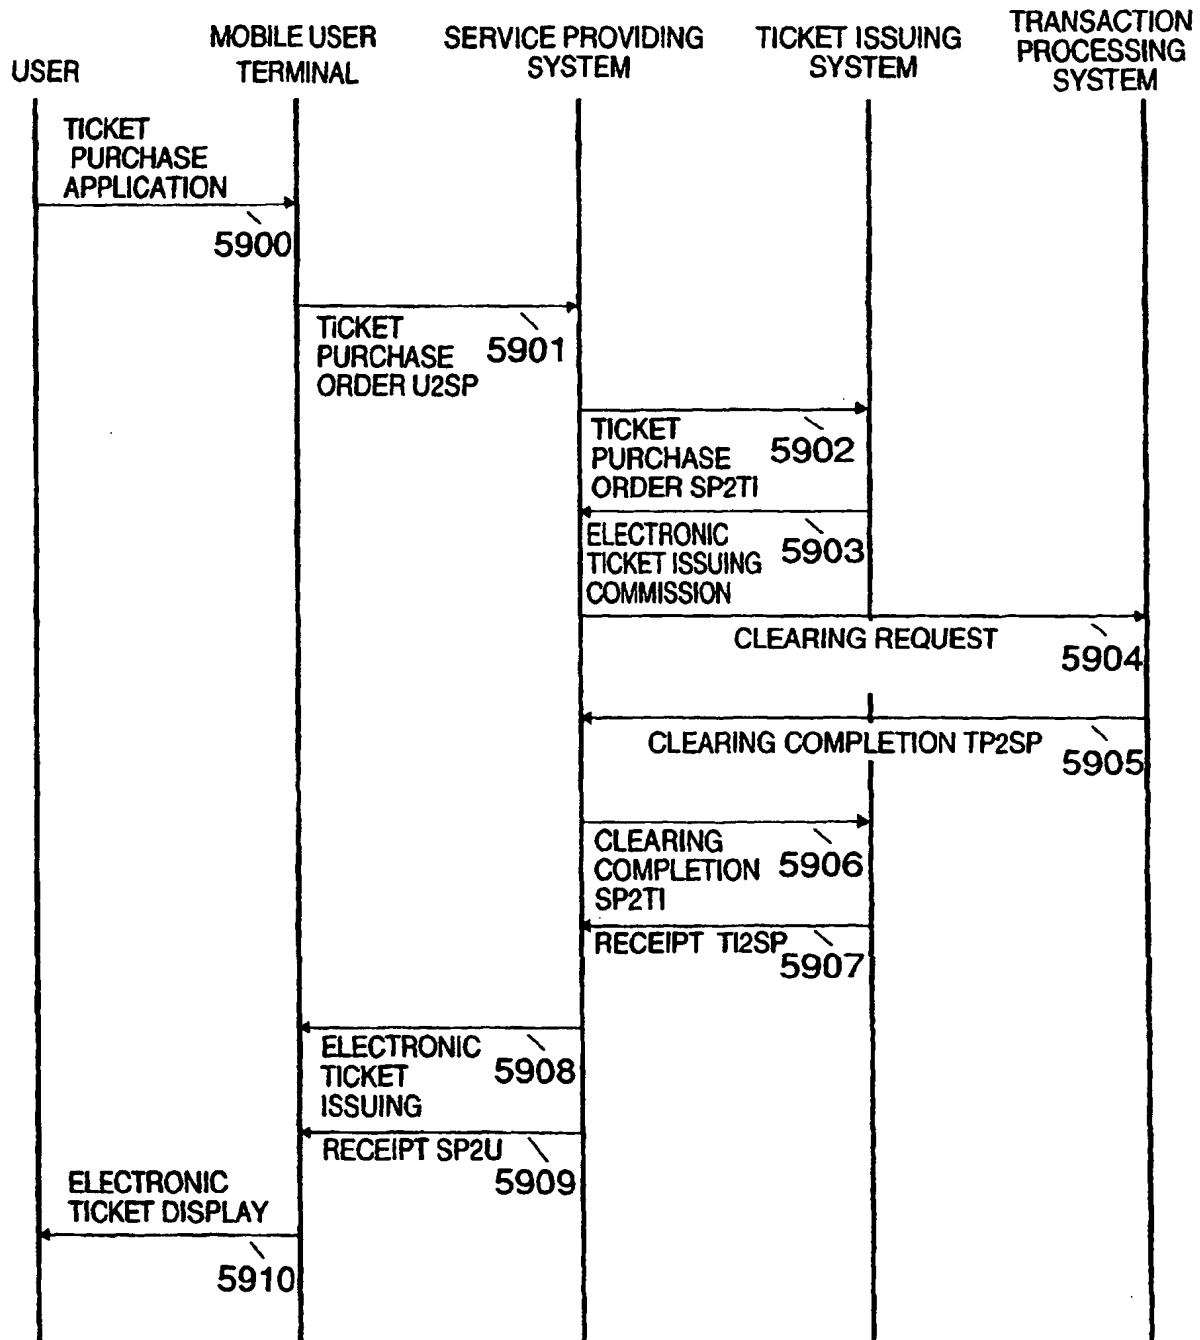 USER
MOBILE USER
TERMINAL
SERVICE PROVIDING
SYSTEM
TICKET ISSUING
SYSTEM
TRANSACTION
PROCESSING
SYSTEM
TICKET
PURCHASE
APPLICATION
5900
TICKET
PURCHASE
ORDER U2SP
5901
TICKET
PURCHASE
ORDER SP2TI
5902
ELECTRONIC
TICKET ISSUING
COMMISSION
5903
CLEARING REQUEST
5904
CLEARING COMPLETION TP2SP
5905
CLEARING
COMPLETION
SP2TI
5906
RECEIPT TI2SP
5907
ELECTRONIC
TICKET
ISSUING
5908
RECEIPT SP2U
5909
ELECTRONIC
TICKET DISPLAY
5910